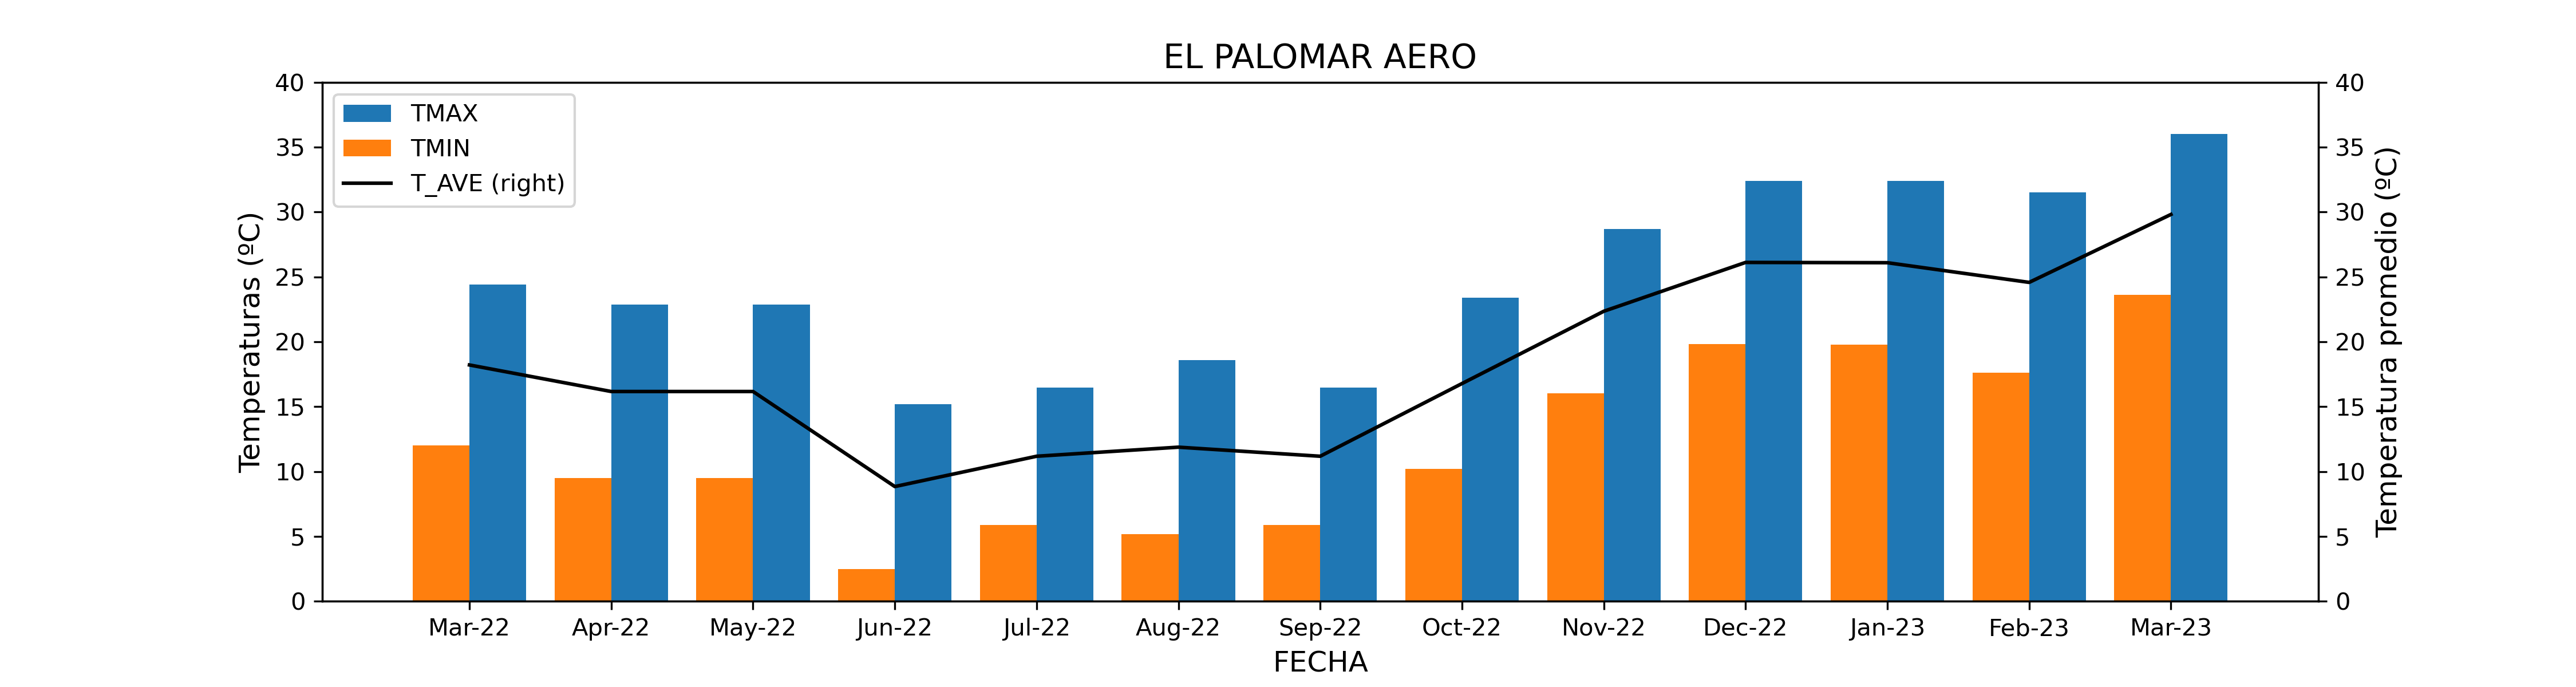 EL PALOMAR AERO
TMAX
TMIN
T_AVE (right)
Temperaturas (ºC)
40
35
30
25
20
15
10
5
0
Temperatura promedio (ºC)
40
35
30
25
20
15
10
5
0
Mar-22 Apr-22 May-22 Jun-22 Jul-22 Aug-22 Sep-22 Oct-22 Nov-22 Dec-22 Jan-23 Feb-23 Mar-23
FECHA